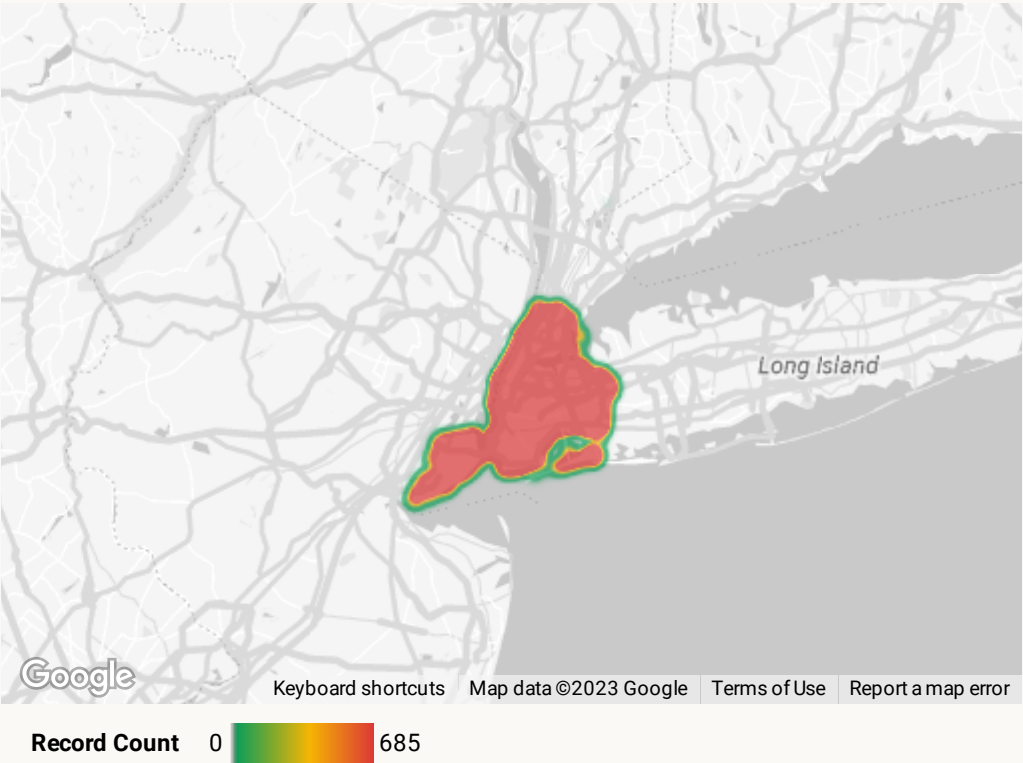 Long Island
Google
Keyboard shortcuts
Map data ©2023 Google
Terms of Use
Report a map error
Record Count 0 685